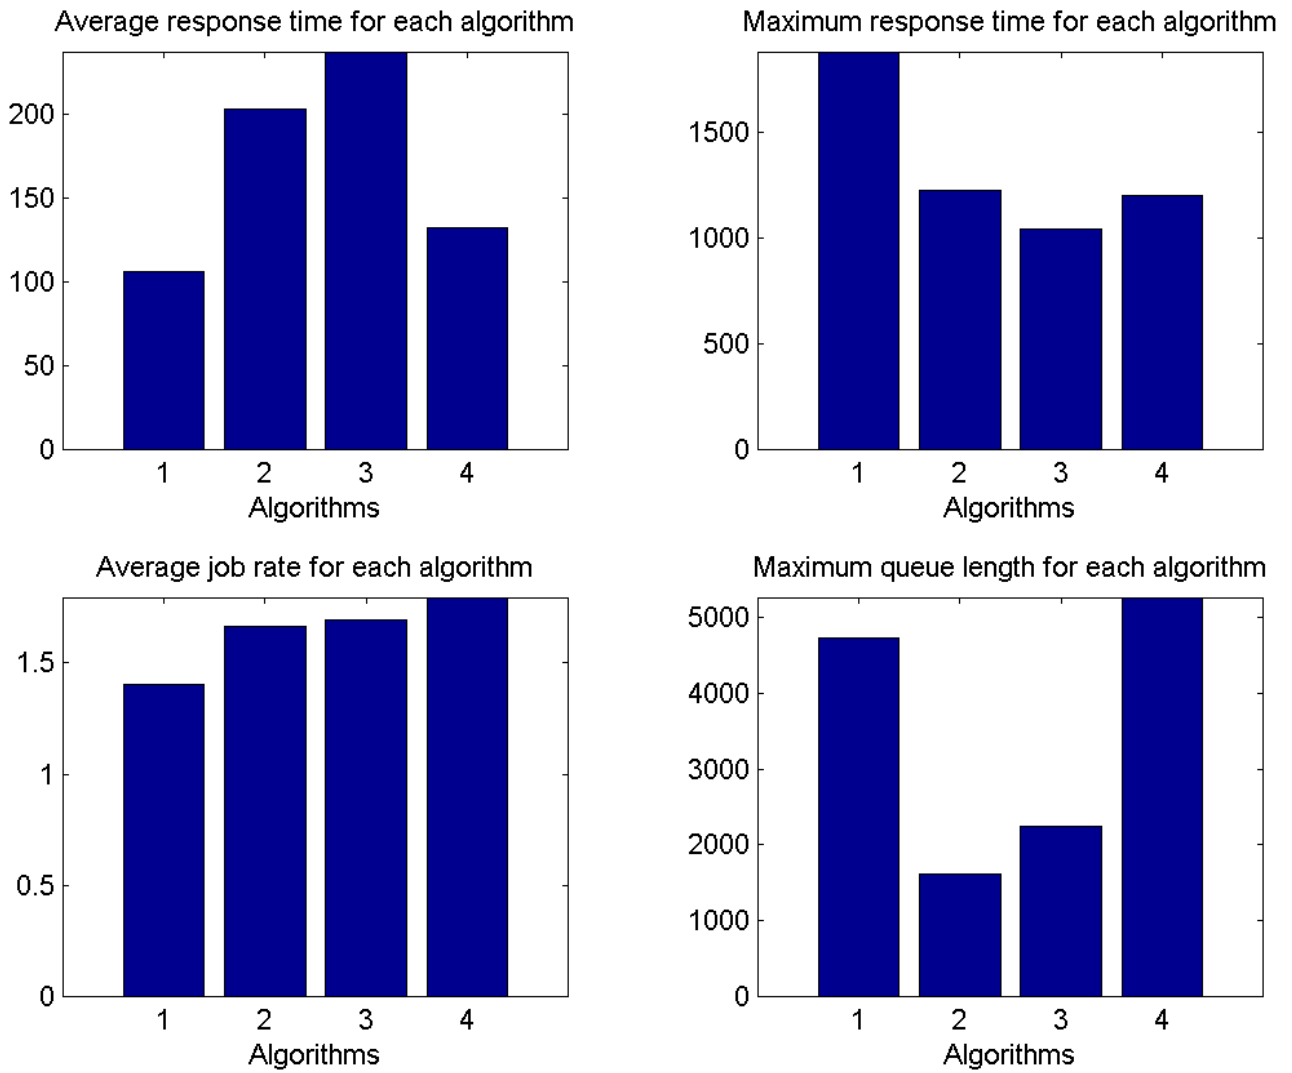 Average response time for each algorithm
200
150
100
50
0
1 2 3 4
Algorithms
Maximum response time for each algorithm
1500
1000
500
0
1 2 3 4
Algorithms
Average job rate for each algorithm
1.5
1
0.5
0
1 2 3 4
Algorithms
Maximum queue length for each algorithm
5000
4000
3000
2000
1000
0
1 2 3 4
Algorithms